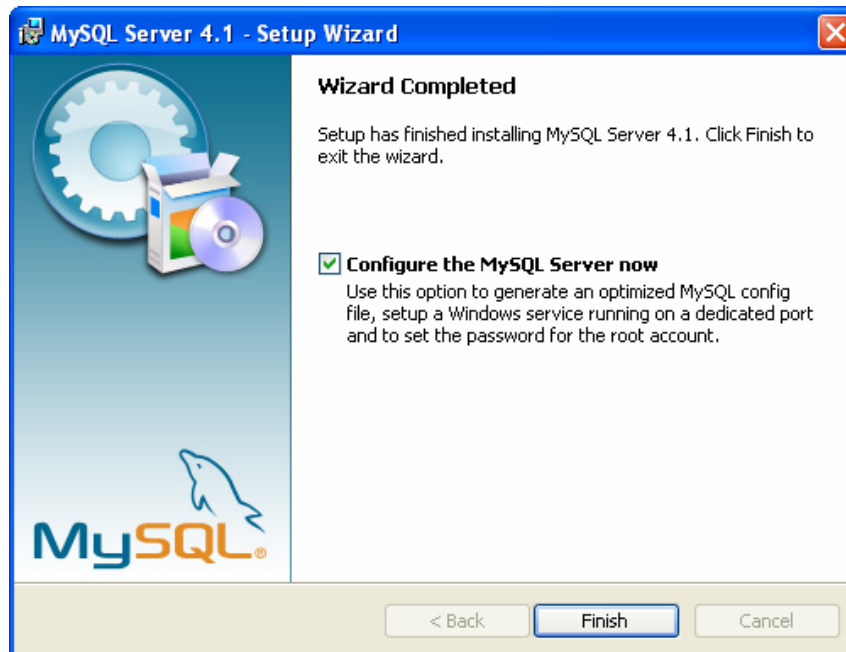 MySQL Server 4.1 - Setup Wizard
Wizard Completed
Setup has finished installing MySQL Server 4.1. Click Finish to
exit the wizard.
Configure the MySQL Server now
Use this option to generate an optimized MySQL config
file, setup a Windows service running on a dedicated port
and to set the password for the root account.
MySQL®
< Back
Finish
Cancel